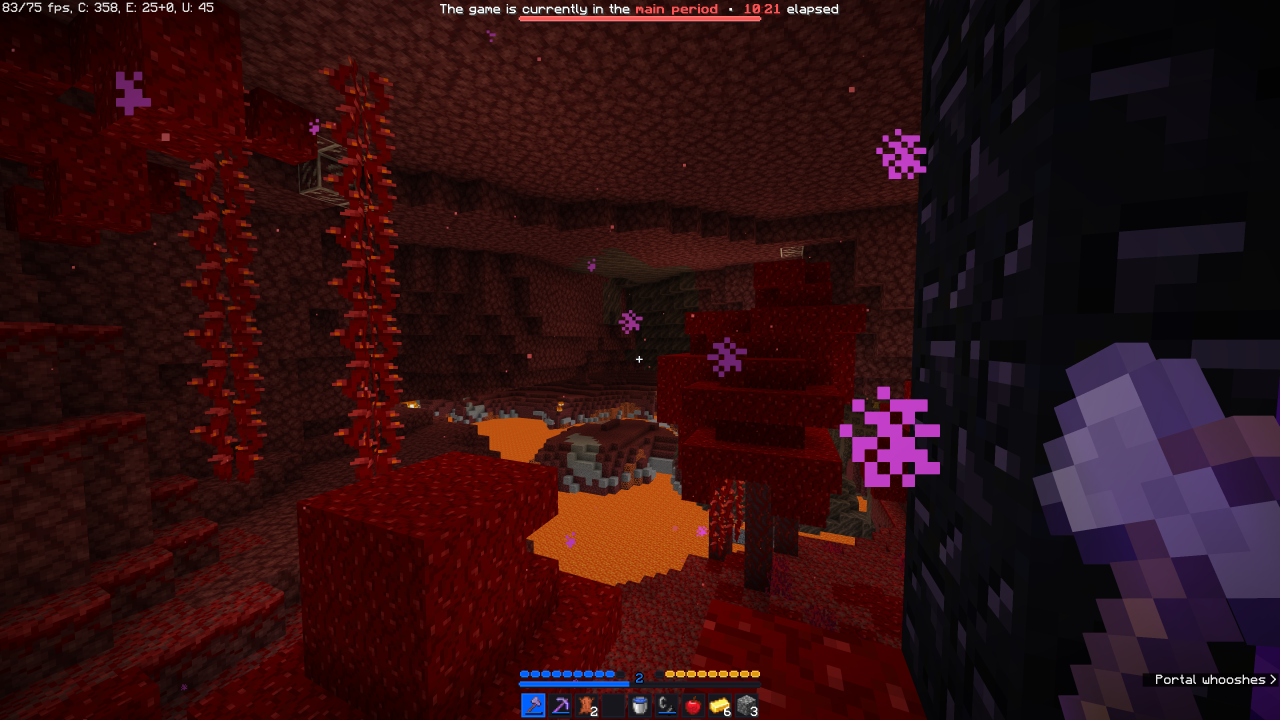 83/75 fps, C: 358, E: 25+0, U: 45
The game is currently in the main period • 10 21 elapsed
2
2
6
3
Portal whooshes >